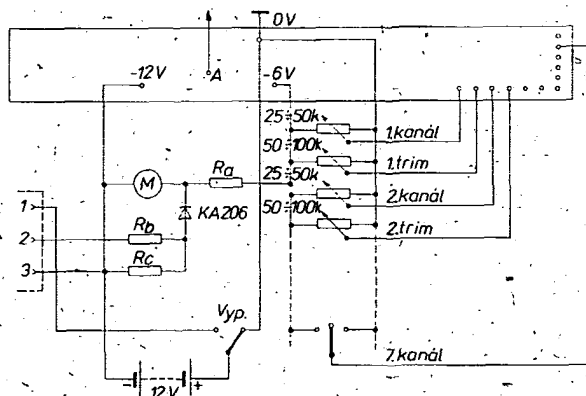 0V
-12V
A
-6V
25÷50k
1.kanál
50÷100k
1.trim
25÷50k
2.kanál
50÷100k
2.trim
M
Ra
KA206
1
2
Rb
3
Rc
Vyp.
7.kanál
- 12V +